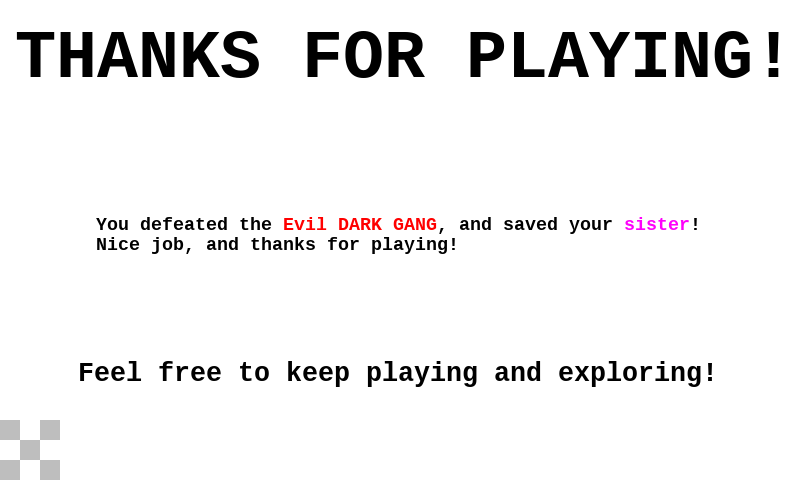 THANKS FOR PLAYING!
You defeated the Evil DARK GANG, and saved your sister!
Nice job, and thanks for playing!
Feel free to keep playing and exploring!